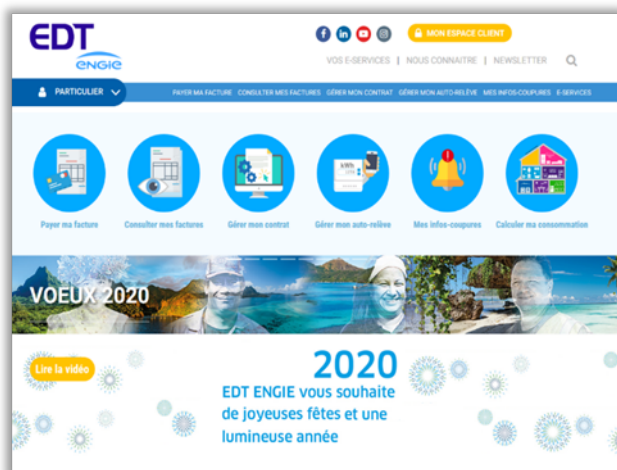 EDT
ENGIE
MON ESPACE CLIENT
VOS E-SERVICES | NOUS CONNAITRE | NEWSLETTER
PARTICULIER
PAYER MA FACTURE CONSULTER MES FACTURES GÉRER MON CONTRAT GÉRER MON AUTO-RELÈVE MES INFOS-COUPURES E-SERVICES
kWh
Payer ma facture
Consulter mes factures
Gérer mon contrat
Gérer mon auto-relève
Mes infos-coupures
Calculer ma consommation
VOEUX 2020
Lire la vidéo
2020
EDT ENGIE vous souhaite
de joyeuses fêtes et une
lumineuse année